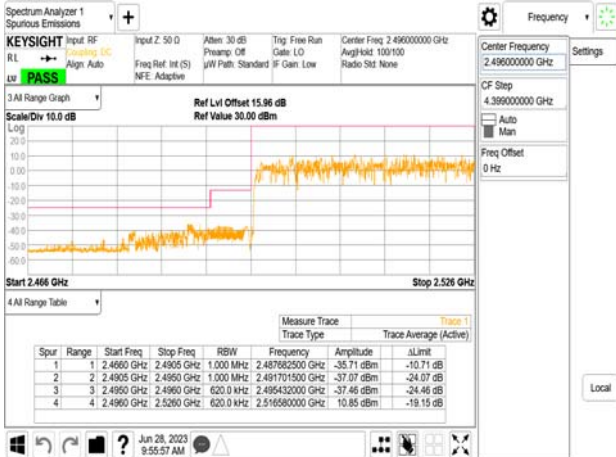 Spectrum Analyzer 1
Spurious Emissions
Frequency
KEYSIGHT
RL
LV PASS
Input: RF
Coupling: DC
Align: Auto
Input Z: 50 Ω
Freq Ref: Int (S)
NFE: Adaptive
Atten: 30 dB
Preamp: Off
µW Path: Standard
Trig: Free Run
Gate: LO
IF Gain: Low
Center Freq: 2.496000000 GHz
Avg|Hold: 100/100
Radio Std: None
Center Frequency
2.496000000 GHz
Settings
CF Step
4.399000000 GHz
Auto
Man
Freq Offset
0 Hz
Local
3 All Range Graph
Scale/Div 10.0 dB
Ref Lvl Offset 15.96 dB
Ref Value 30.00 dBm
Log
20.0
10.0
0.00
-10.0
-20.0
-30.0
-40.0
-50.0
-60.0
Start 2.466 GHz
Stop 2.526 GHz
4 All Range Table
Measure Trace Trace 1
Trace Type Trace Average (Active)
Spur Range Start Freq Stop Freq RBW Frequency Amplitude ΔLimit
1 1 2.4660 GHz 2.4905 GHz 1.000 MHz 2.487682500 GHz -35.71 dBm -10.71 dB
2 2 2.4905 GHz 2.4950 GHz 1.000 MHz 2.491701500 GHz -37.07 dBm -24.07 dB
3 3 2.4950 GHz 2.4960 GHz 620.0 kHz 2.495432000 GHz -37.46 dBm -24.46 dB
4 4 2.4960 GHz 2.5260 GHz 620.0 kHz 2.516580000 GHz 10.85 dBm -19.15 dB
Jun 28, 2023
9:55:57 AM